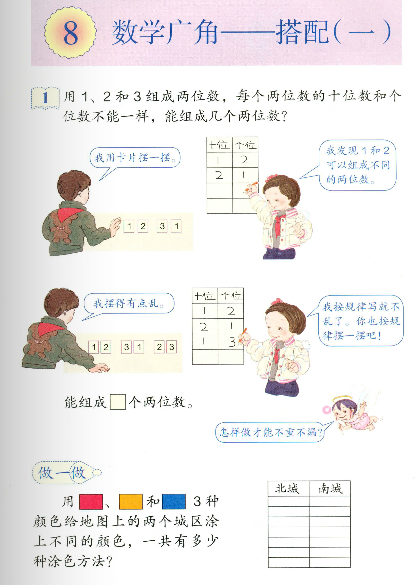 8 数学广角——搭配(一)
1 用1、2和3组成两位数，每个两位数的十位数和个
位数不能一样，能组成几个两位数？
我用卡片摆一摆。
1 2 3 1
十位 个位
1 2
2 1
我发现1和2
可以组成不同
的两位数。
我摆得有点乱。
1 2 3 1 2 3
十位 个位
1 2
2 1
1 3
我按规律写就不
乱了。你也按规
律摆一摆吧！
能组成□个两位数。
怎样做才能不重不漏？
做一做
用 、 和 3种
颜色给地图上的两个城区涂
上不同的颜色，一共有多少
种涂色方法？
北城 南城